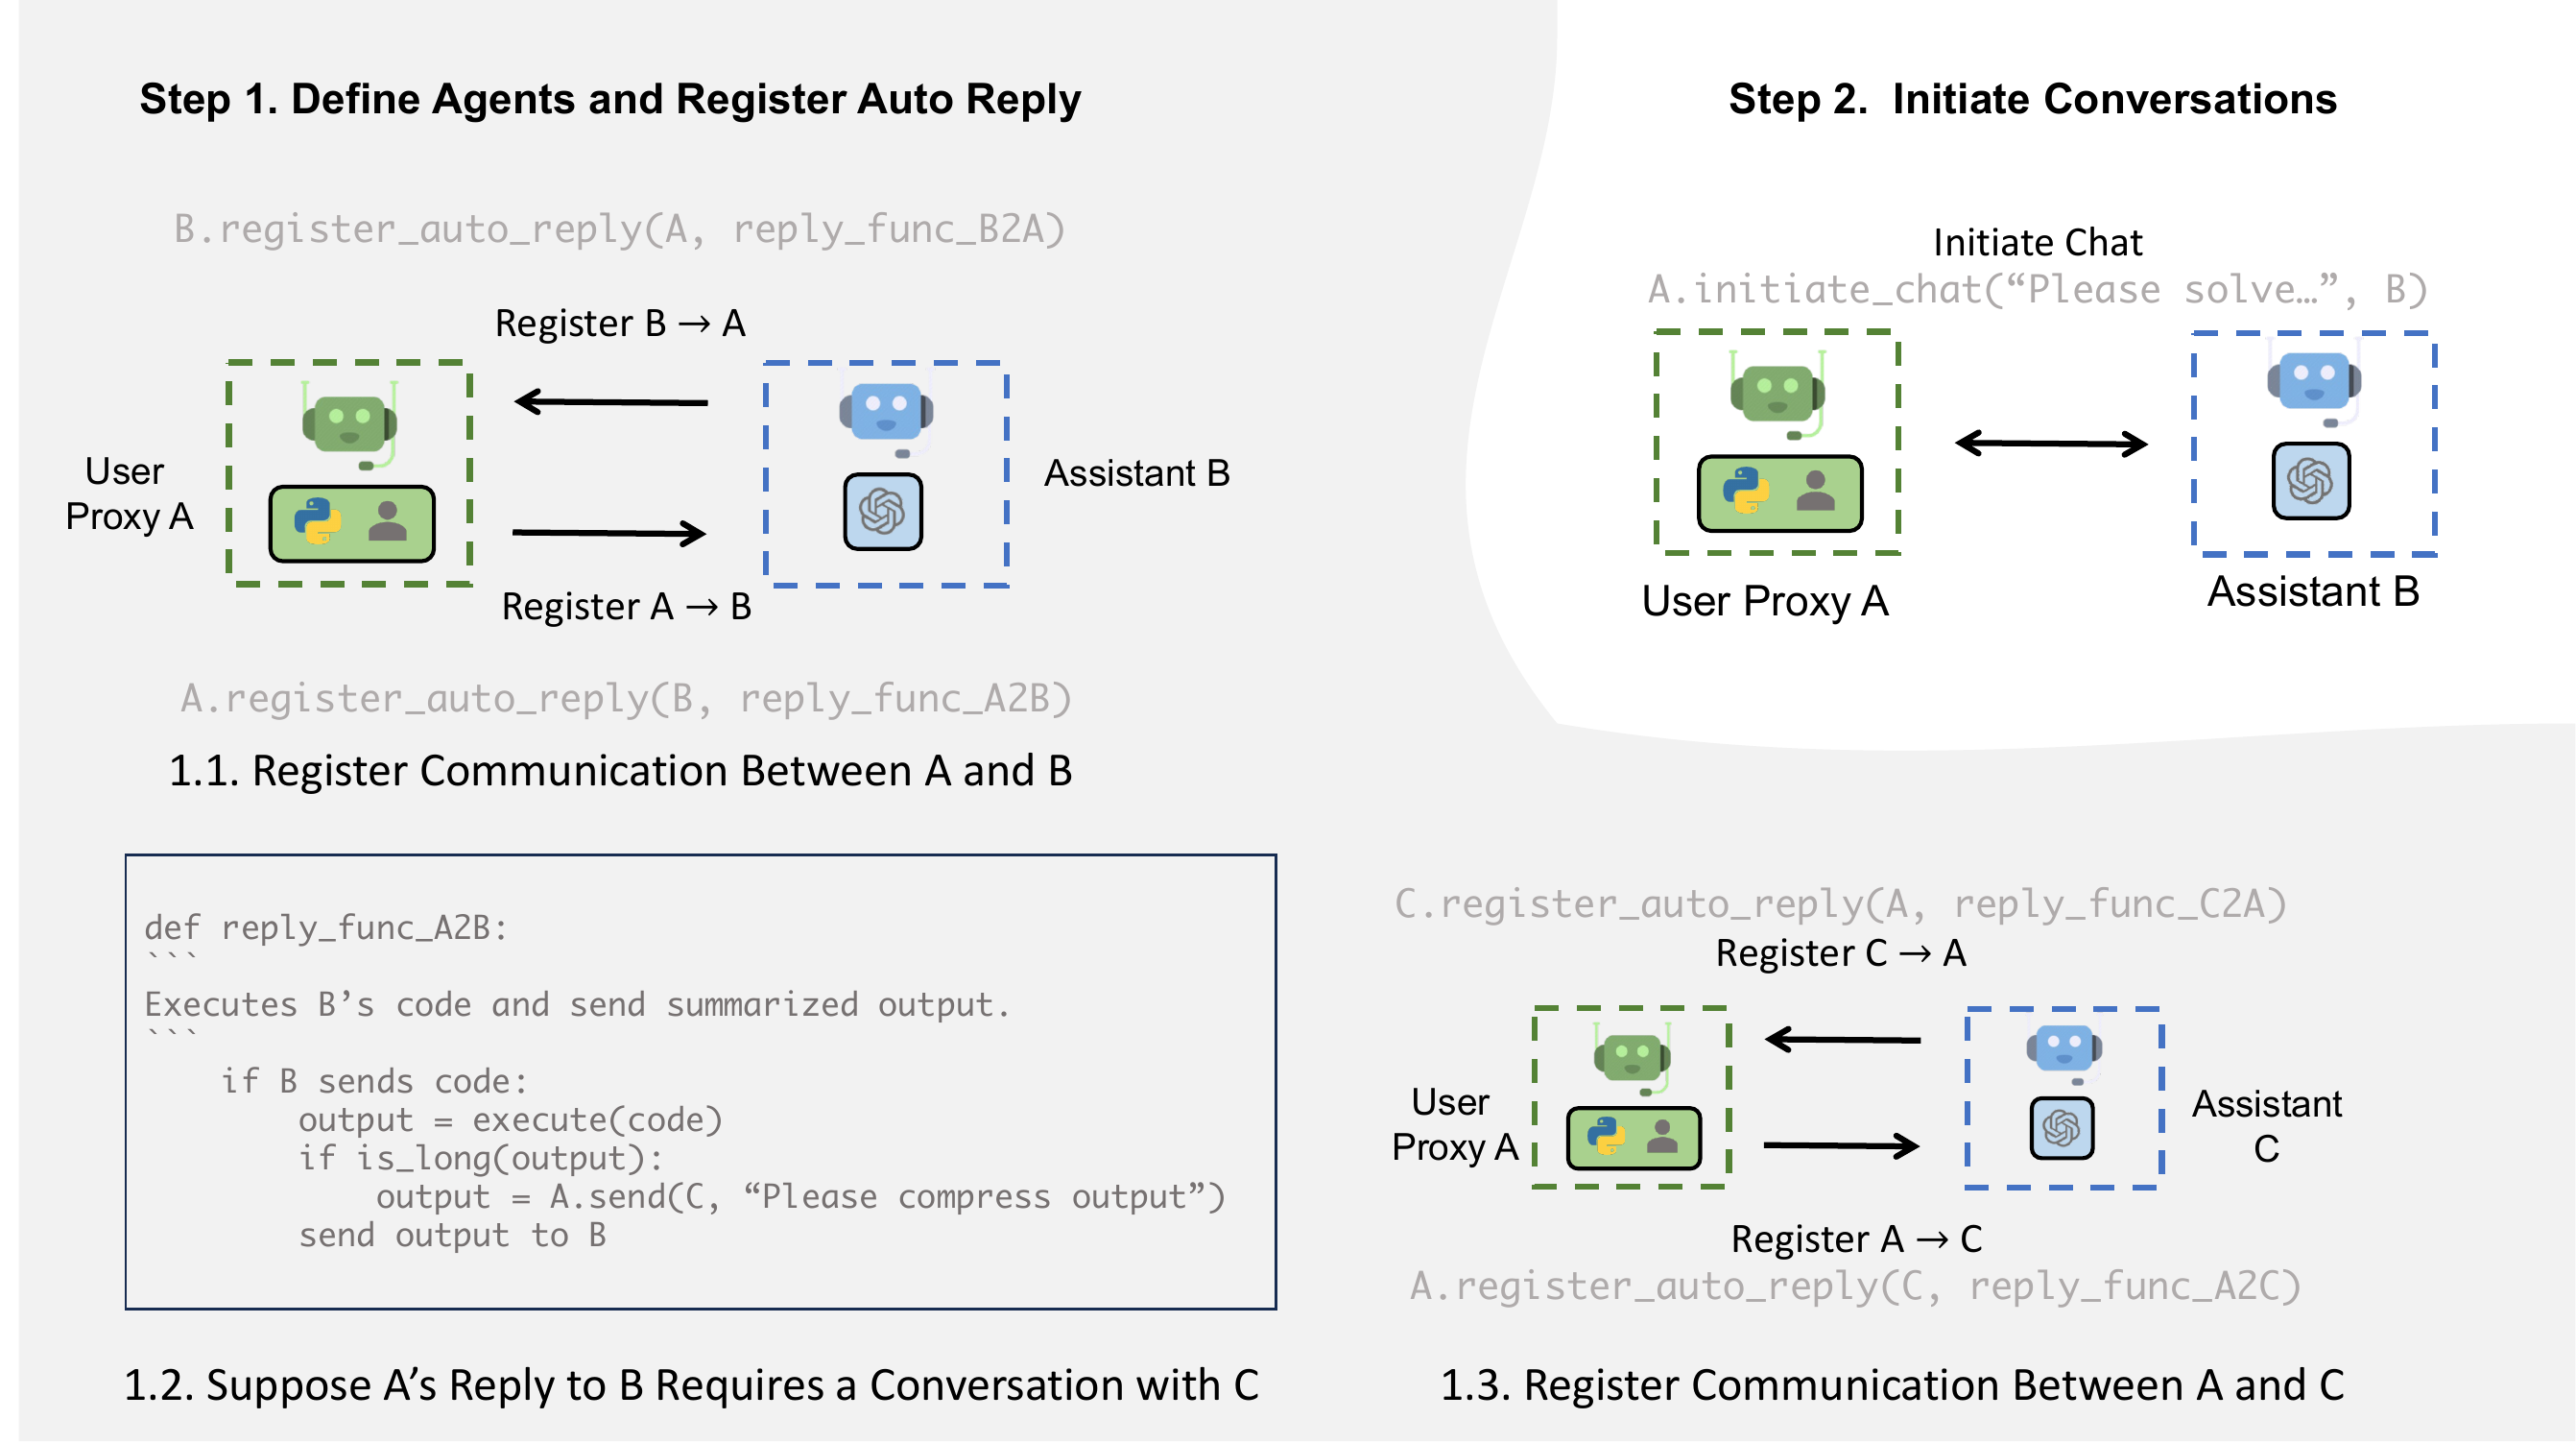 Step 1. Define Agents and Register Auto Reply
B.register_auto_reply(A, reply_func_B2A)
Register B → A
User
Proxy A
Assistant B
Register A → B
A.register_auto_reply(B, reply_func_A2B)
1.1. Register Communication Between A and B
Step 2.  Initiate Conversations
Initiate Chat
A.initiate_chat(“Please solve…”, B)
User Proxy A
Assistant B
def reply_func_A2B:
```
Executes B’s code and send summarized output.
```
    if B sends code:
        output = execute(code)
        if is_long(output):
            output = A.send(C, “Please compress output”)
        send output to B
1.2. Suppose A’s Reply to B Requires a Conversation with C
C.register_auto_reply(A, reply_func_C2A)
Register C → A
User
Proxy A
Assistant
C
Register A → C
A.register_auto_reply(C, reply_func_A2C)
1.3. Register Communication Between A and C